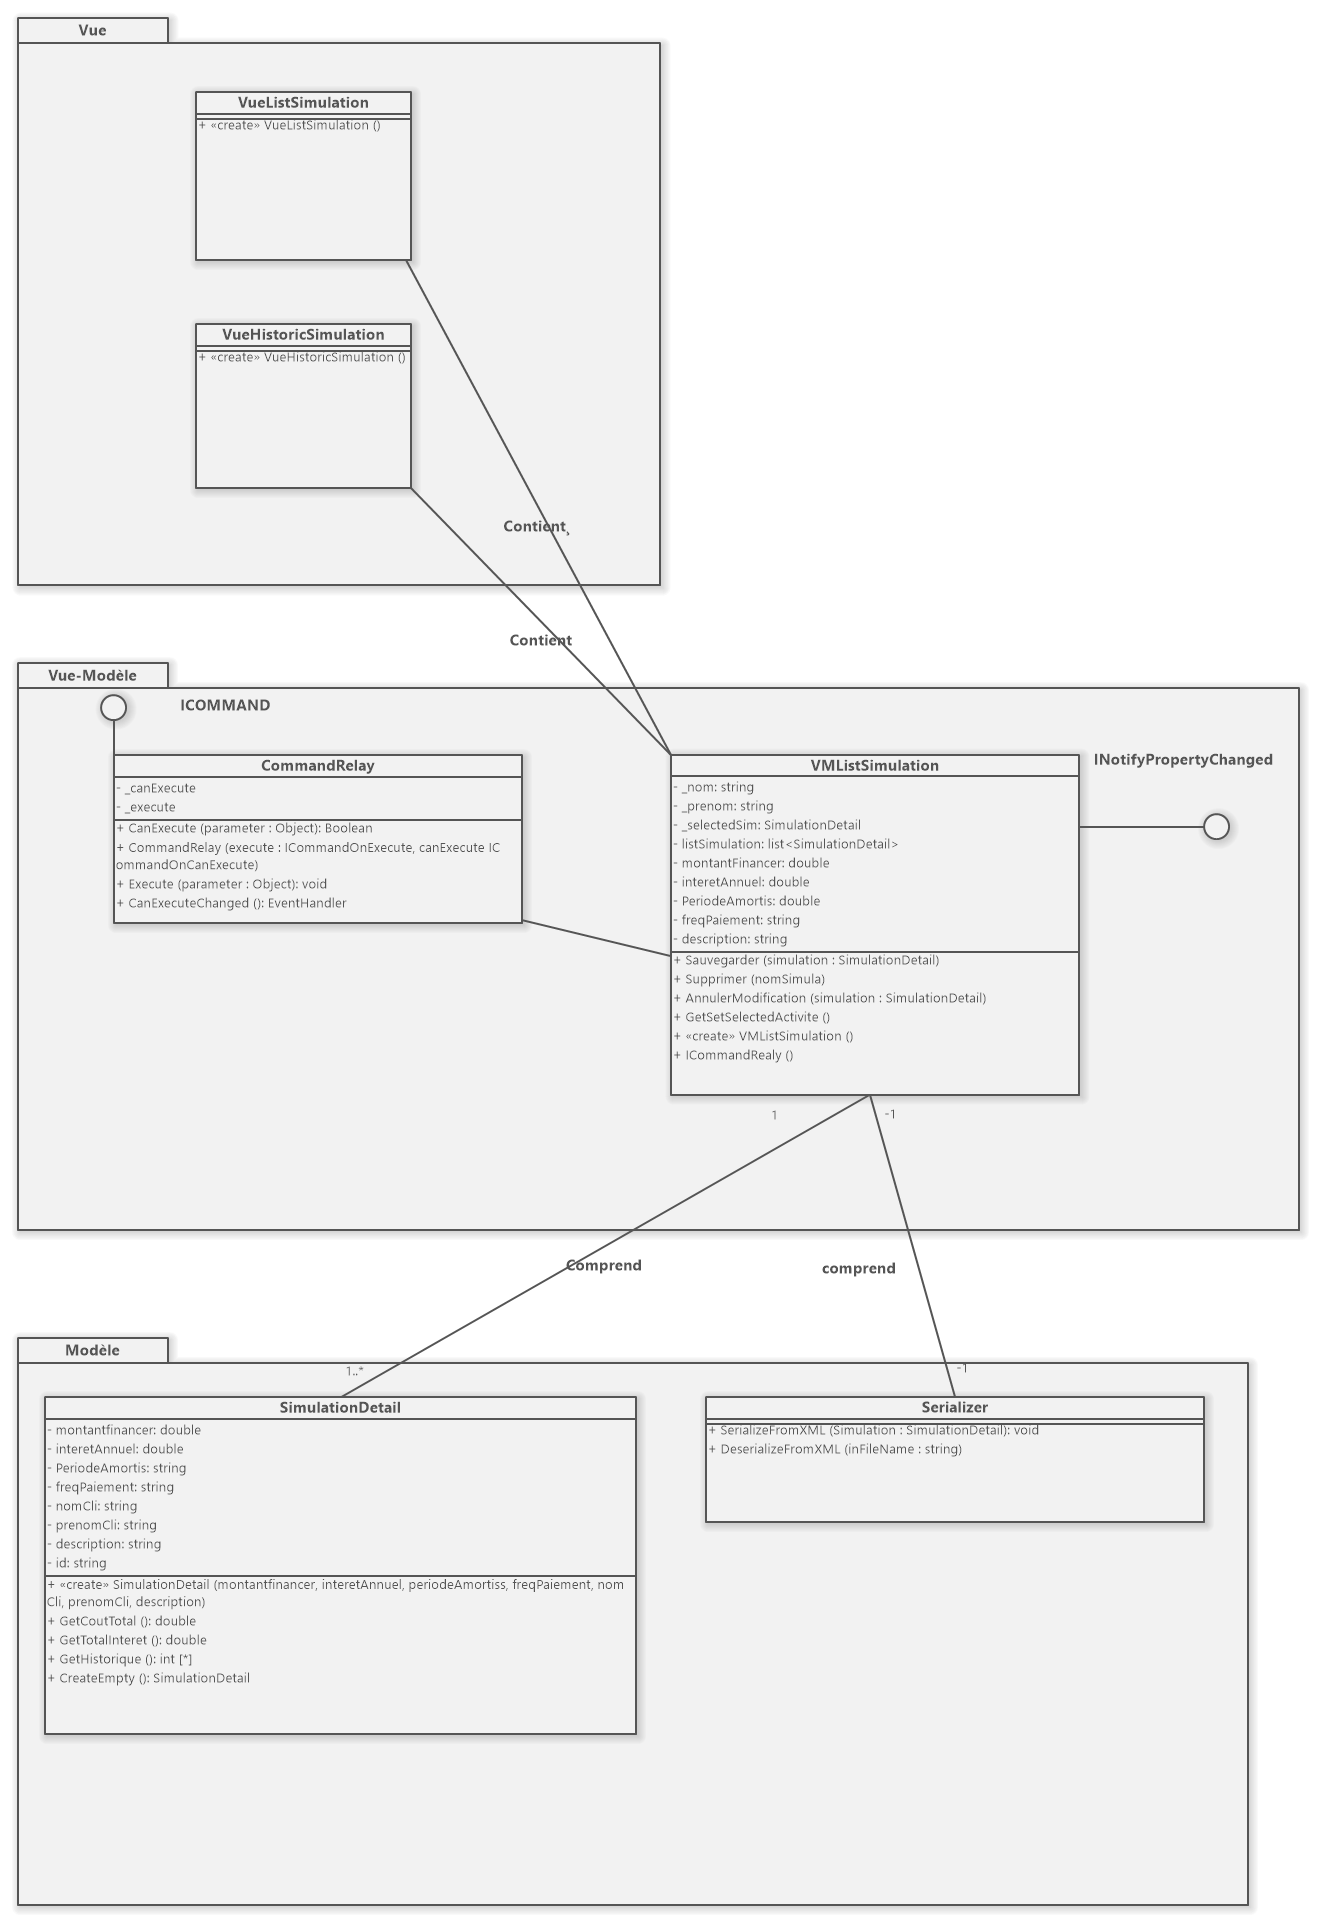 Vue
VueListSimulation
+ «create» VueListSimulation ()
VueHistoricSimulation
+ «create» VueHistoricSimulation ()
Contient¸
Contient
Vue-Modèle
ICOMMAND
CommandRelay
- _canExecute
- _execute
+ CanExecute (parameter : Object): Boolean
+ CommandRelay (execute : ICommandOnExecute, canExecute IC
ommandOnCanExecute)
+ Execute (parameter : Object): void
+ CanExecuteChanged (): EventHandler
VMListSimulation
- _nom: string
- _prenom: string
- _selectedSim: SimulationDetail
- listSimulation: list<SimulationDetail>
- montantFinancer: double
- interetAnnuel: double
- PeriodeAmortis: double
- freqPaiement: string
- description: string
+ Sauvegarder (simulation : SimulationDetail)
+ Supprimer (nomSimula)
+ AnnulerModification (simulation : SimulationDetail)
+ GetSetSelectedActivite ()
+ «create» VMListSimulation ()
+ ICommandRealy ()
INotifyPropertyChanged
1
-1
Comprend
comprend
Modèle
1..*
-1
SimulationDetail
- montantfinancer: double
- interetAnnuel: double
- PeriodeAmortis: string
- freqPaiement: string
- nomCli: string
- prenomCli: string
- description: string
- id: string
+ «create» SimulationDetail (montantfinancer, interetAnnuel, periodeAmortiss, freqPaiement, nom
Cli, prenomCli, description)
+ GetCoutTotal (): double
+ GetTotalInteret (): double
+ GetHistorique (): int [*]
+ CreateEmpty (): SimulationDetail
Serializer
+ SerializeFromXML (Simulation : SimulationDetail): void
+ DeserializeFromXML (inFileName : string)